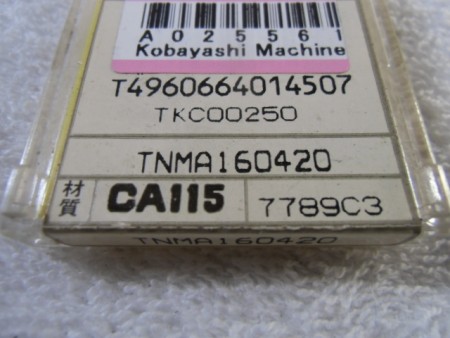 A025561
Kobayashi Machine
T4960664014507
TKC00250
TNMA160420
材質 CA115 7789C3
TNMA160420